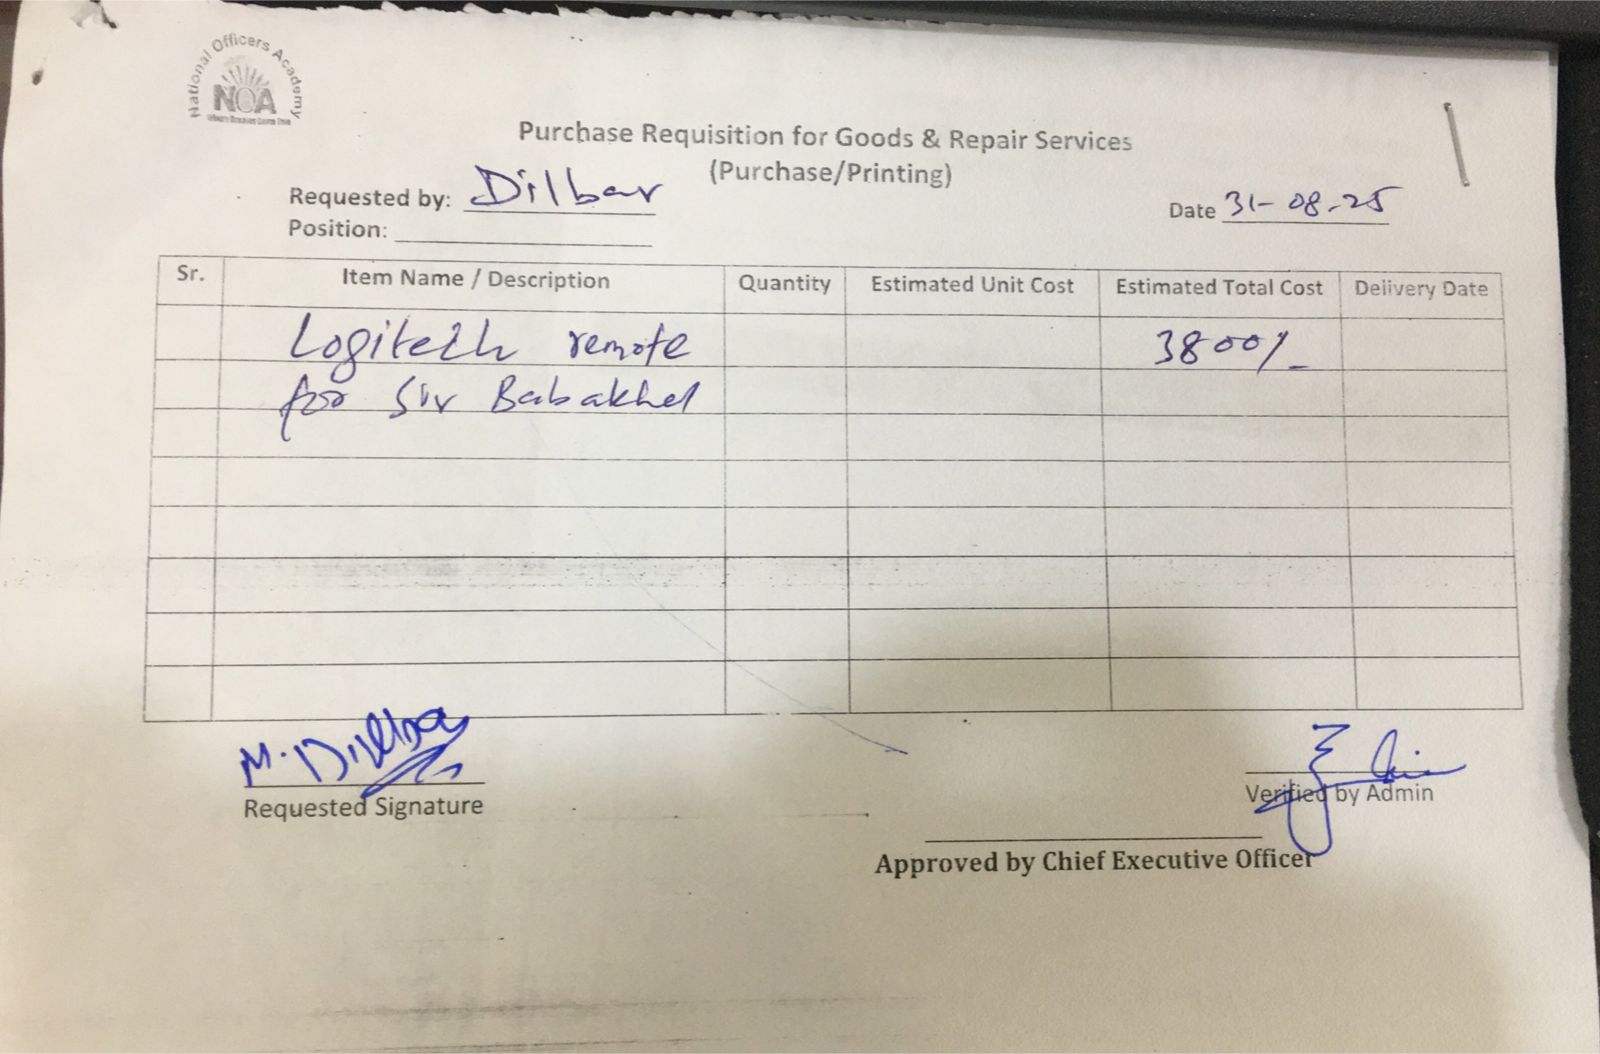 National Officers Academy
NOA
Purchase Requisition for Goods & Repair Services
(Purchase/Printing)
Requested by: Dilbar
Date 31-08-25
Position:
Sr. Item Name / Description Quantity Estimated Unit Cost Estimated Total Cost Delivery Date
Logitech remote 3800/-
for Sir Babakhel
M. Dilbar
Requested Signature
Verified by Admin
Approved by Chief Executive Officer